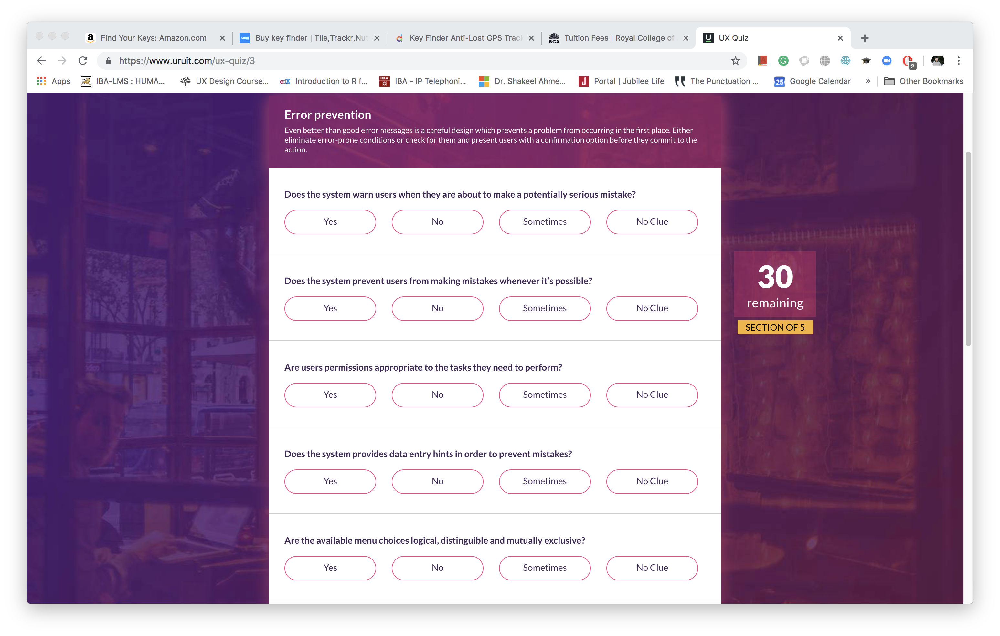 Find Your Keys: Amazon.com
Buy key finder | Tile,Trackr,Nut
Key Finder Anti-Lost GPS Track
Tuition Fees | Royal College of
UX Quiz
https://www.uruit.com/ux-quiz/3
2
Apps
IBA-LMS : HUMA...
UX Design Course...
edX
Introduction to R f...
IBA
IBA - IP Telephoni...
Dr. Shakeel Ahme...
Portal | Jubilee Life
The Punctuation ...
25
Google Calendar
»
Other Bookmarks
Error prevention
Even better than good error messages is a careful design which prevents a problem from occurring in the first place. Either
eliminate error-prone conditions or check for them and present users with a confirmation option before they commit to the
action.
Does the system warn users when they are about to make a potentially serious mistake?
Yes
No
Sometimes
No Clue
Does the system prevent users from making mistakes whenever it’s possible?
Yes
No
Sometimes
No Clue
30
remaining
SECTION OF 5
Are users permissions appropriate to the tasks they need to perform?
Yes
No
Sometimes
No Clue
Does the system provides data entry hints in order to prevent mistakes?
Yes
No
Sometimes
No Clue
Are the available menu choices logical, distinguible and mutually exclusive?
Yes
No
Sometimes
No Clue